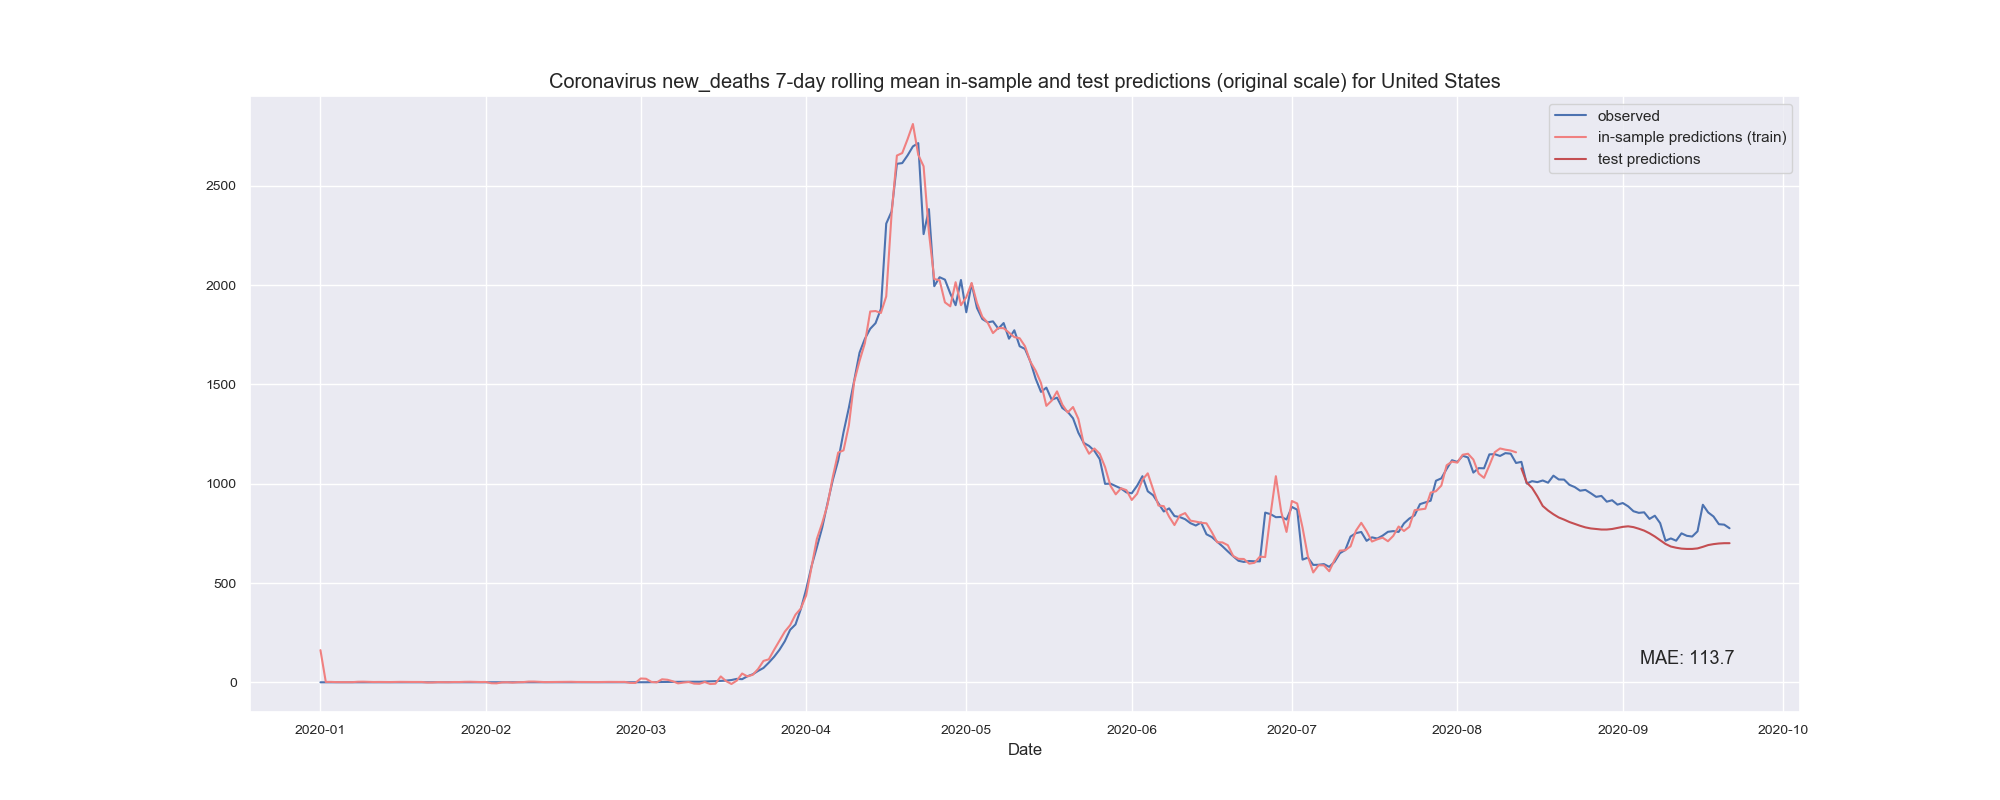 Coronavirus new_deaths 7-day rolling mean in-sample and test predictions (original scale) for United States
observed
in-sample predictions (train)
test predictions
2500
2000
1500
1000
500
0
MAE: 113.7
2020-01 2020-02 2020-03 2020-04 2020-05 2020-06 2020-07 2020-08 2020-09 2020-10
Date